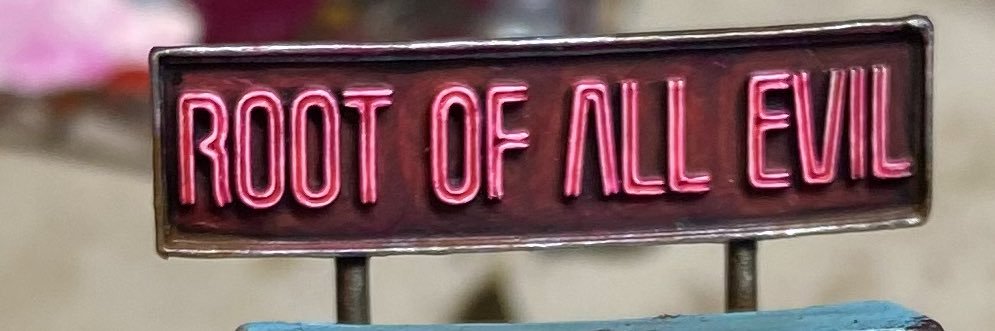 ROOT OF ALL EVIL